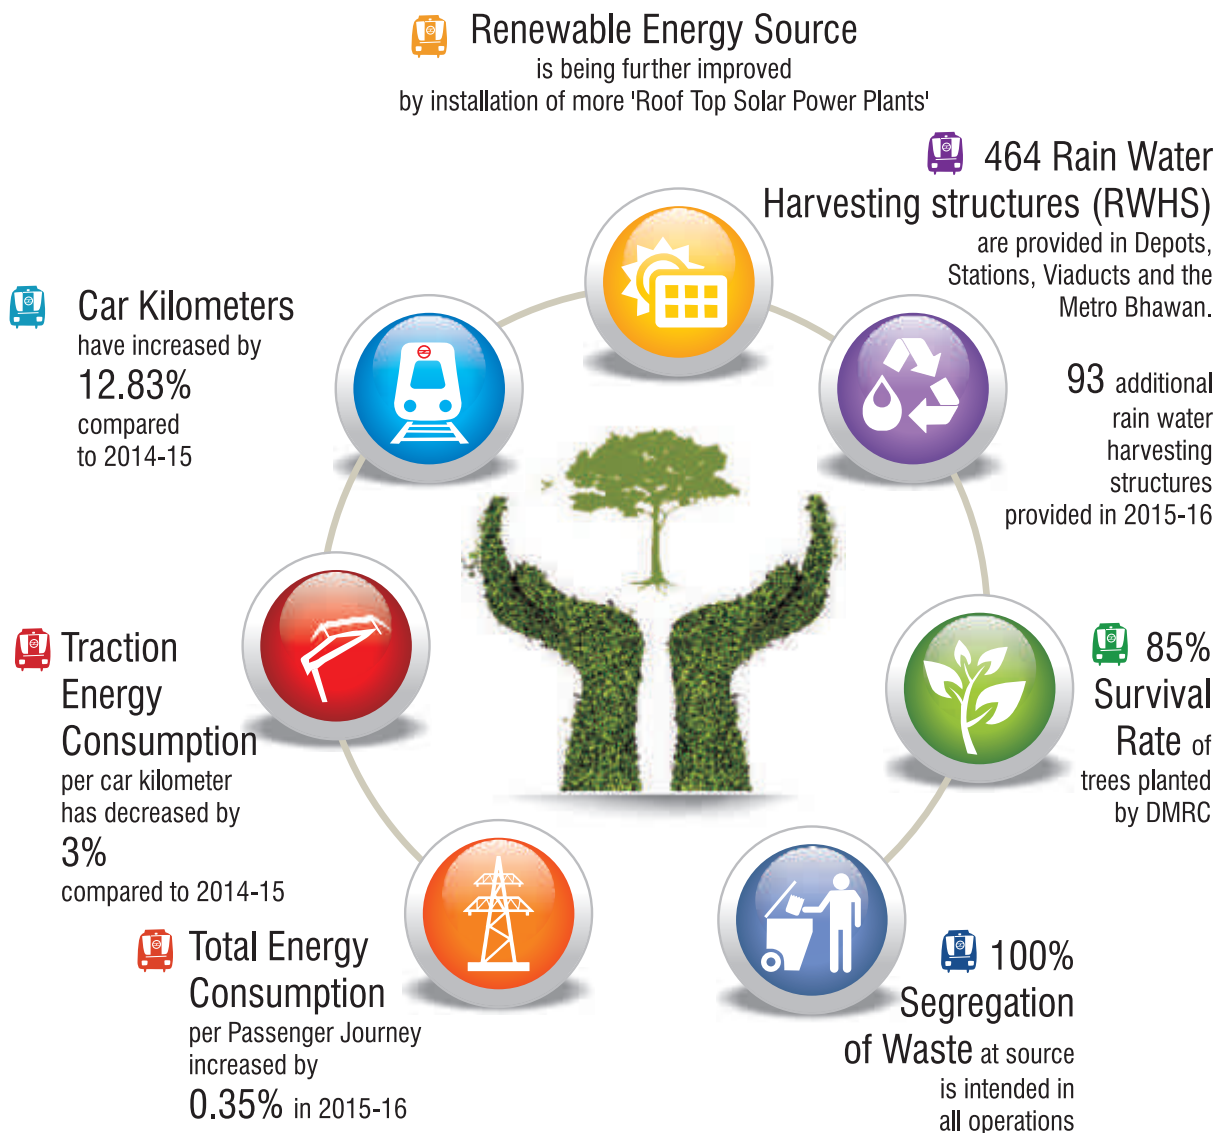 Renewable Energy Source
is being further improved
by installation of more 'Roof Top Solar Power Plants'
464 Rain Water
Harvesting structures (RWHS)
are provided in Depots,
Stations, Viaducts and the
Metro Bhawan.
93 additional
rain water
harvesting
structures
provided in 2015-16
85%
Survival
Rate of
trees planted
by DMRC
100%
Segregation
of Waste at source
is intended in
all operations
Total Energy
Consumption
per Passenger Journey
increased by
0.35% in 2015-16
Traction
Energy
Consumption
per car kilometer
has decreased by
3%
compared to 2014-15
Car Kilometers
have increased by
12.83%
compared
to 2014-15